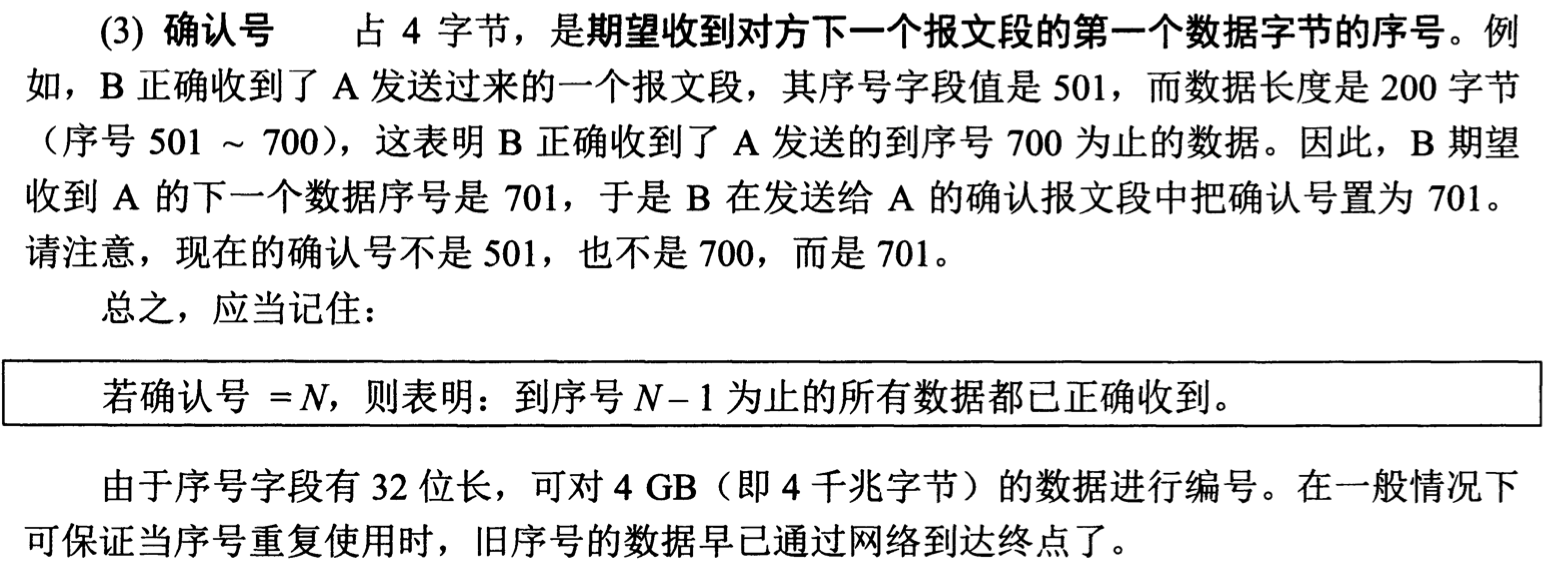 (3) 确认号 占 4 字节，是期望收到对方下一个报文段的第一个数据字节的序号。例
如，B 正确收到了 A 发送过来的一个报文段，其序号字段值是 501，而数据长度是 200 字节
（序号 501 ~ 700），这表明 B 正确收到了 A 发送的到序号 700 为止的数据。因此，B 期望
收到 A 的下一个数据序号是 701，于是 B 在发送给 A 的确认报文段中把确认号置为 701。
请注意，现在的确认号不是 501，也不是 700，而是 701。
总之，应当记住：
若确认号 = N，则表明：到序号 N – 1 为止的所有数据都已正确收到。
由于序号字段有 32 位长，可对 4 GB（即 4 千兆字节）的数据进行编号。在一般情况下
可保证当序号重复使用时，旧序号的数据早已通过网络到达终点了。